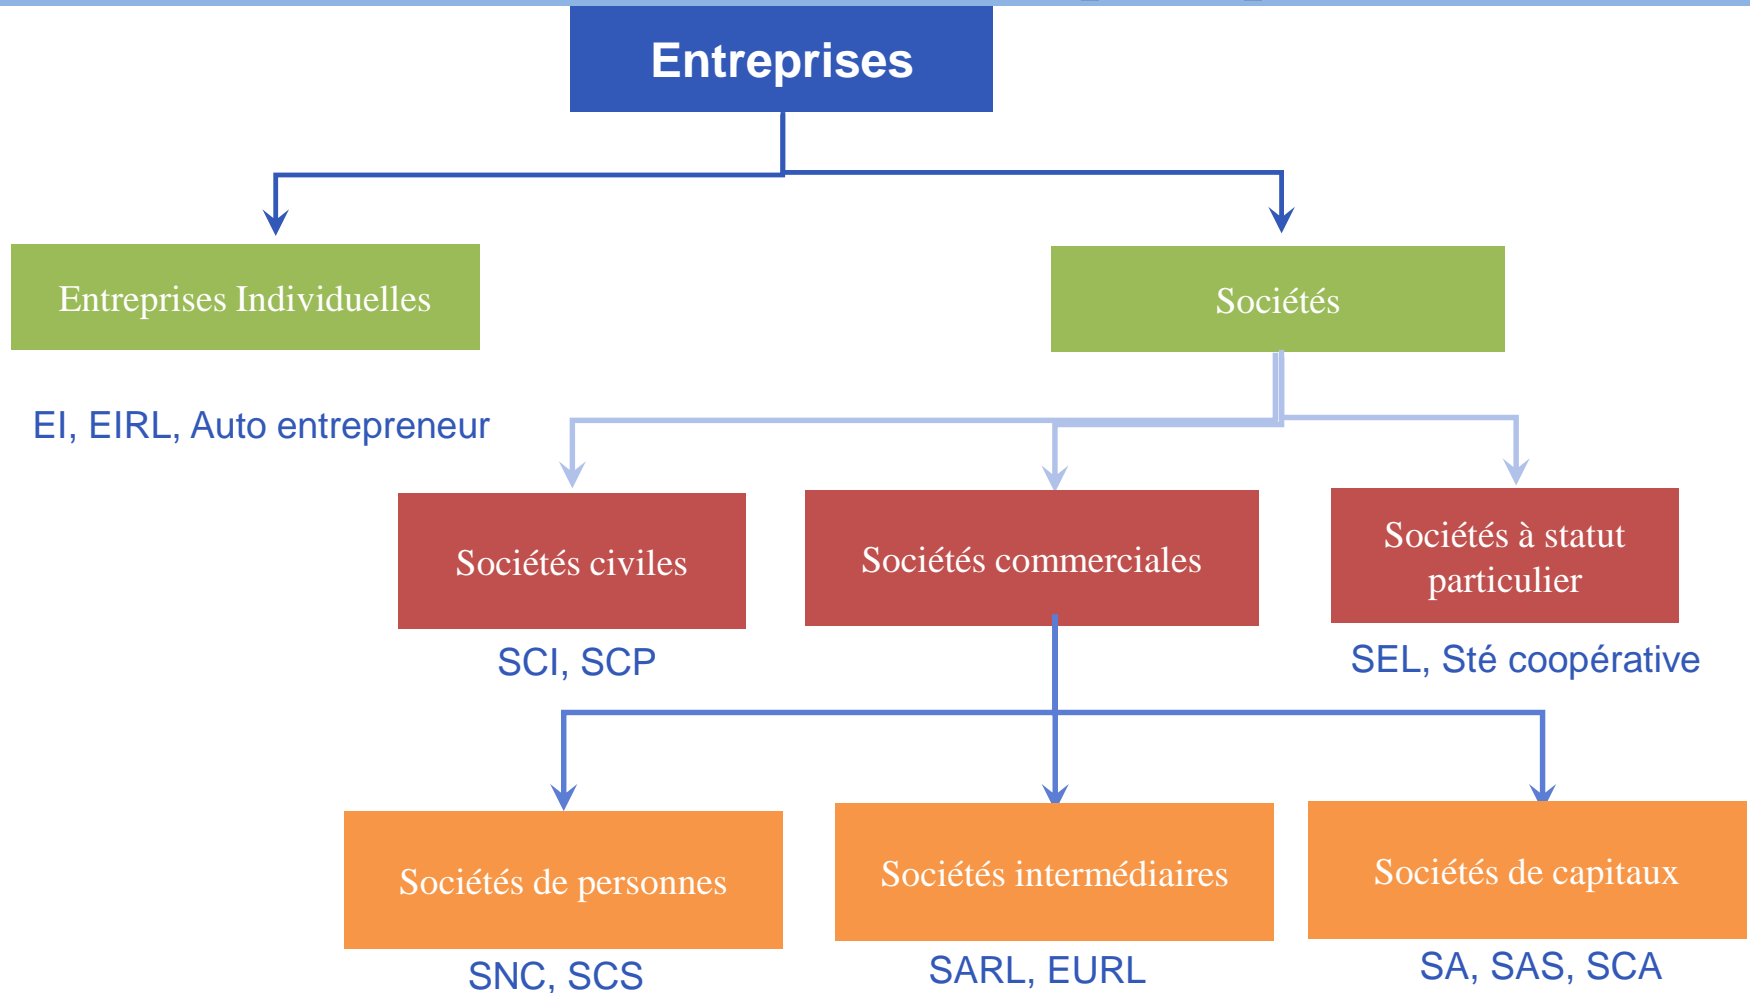 Entreprises
Entreprises Individuelles
Sociétés
EI, EIRL, Auto entrepreneur
Sociétés civiles
Sociétés commerciales
Sociétés à statut
particulier
SCI, SCP
SEL, Sté coopérative
Sociétés de personnes
Sociétés intermédiaires
Sociétés de capitaux
SNC, SCS
SARL, EURL
SA, SAS, SCA